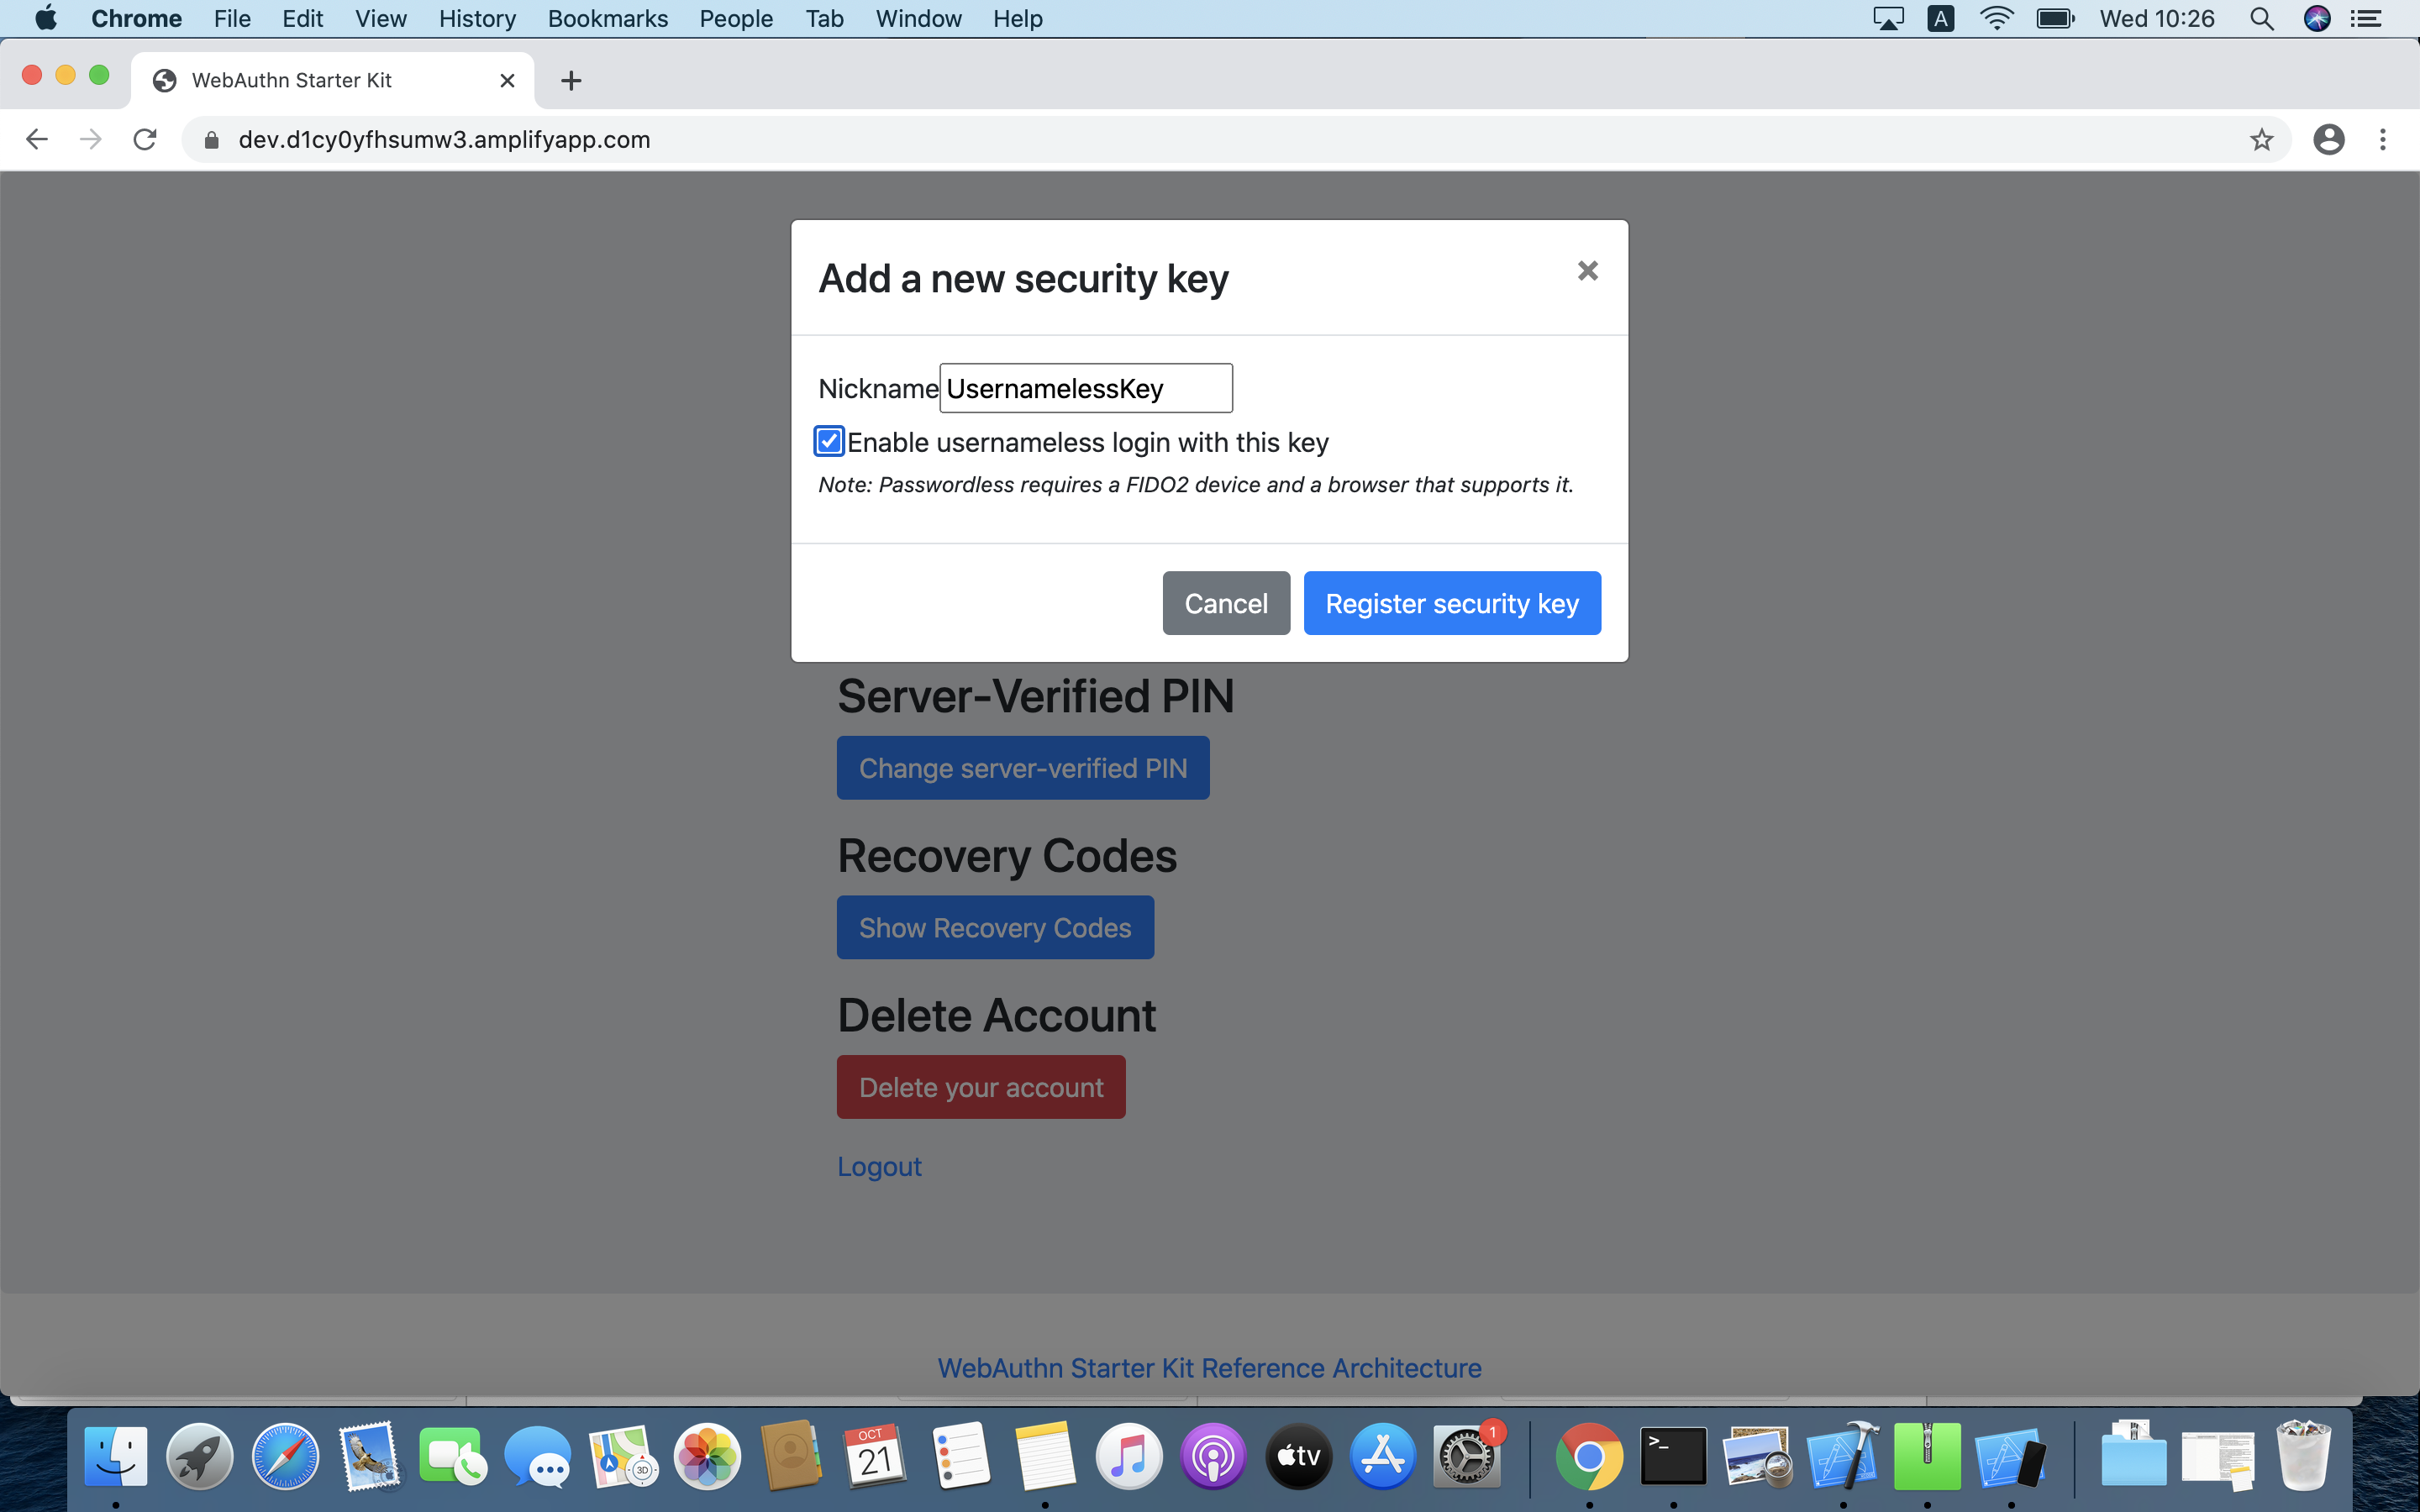 Chrome File Edit View History Bookmarks People Tab Window Help A Wed 10:26
WebAuthn Starter Kit
dev.d1cy0yfhsumw3.amplifyapp.com
Add a new security key
Nickname UsernamelessKey
Enable usernameless login with this key
Note: Passwordless requires a FIDO2 device and a browser that supports it.
Cancel Register security key
Server-Verified PIN
Change server-verified PIN
Recovery Codes
Show Recovery Codes
Delete Account
Delete your account
Logout
WebAuthn Starter Kit Reference Architecture
OCT
21
3D
tv
1
>_